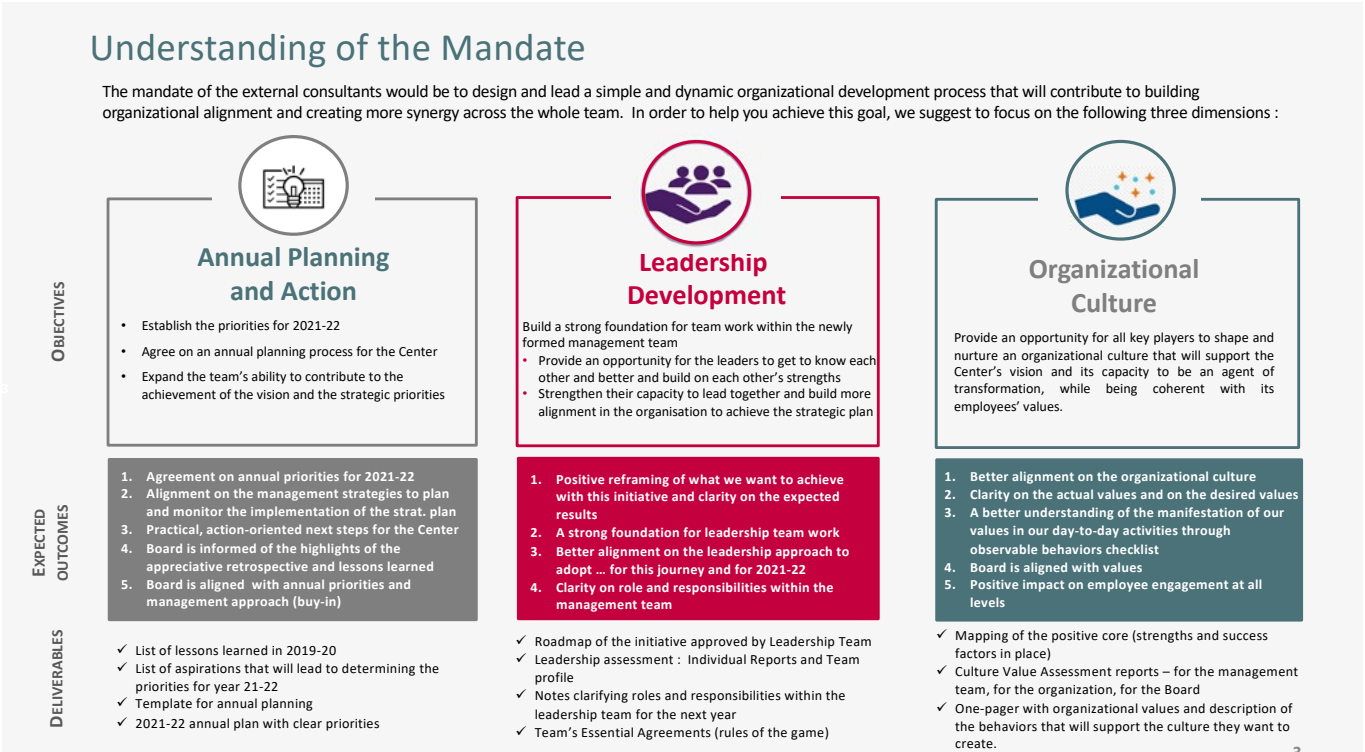 Understanding of the Mandate
The mandate of the external consultants would be to design and lead a simple and dynamic organizational development process that will contribute to building
organizational alignment and creating more synergy across the whole team.  In order to help you achieve this goal, we suggest to focus on the following three dimensions :
OBJECTIVES
Annual Planning
and Action
• Establish the priorities for 2021-22
• Agree on an annual planning process for the Center
• Expand the team's ability to contribute to the
achievement of the vision and the strategic priorities
Leadership
Development
Build a strong foundation for team work within the newly
formed management team
• Provide an opportunity for the leaders to get to know each
other and better and build on each other's strengths
• Strengthen their capacity to lead together and build more
alignment in the organisation to achieve the strategic plan
Organizational
Culture
Provide an opportunity for all key players to shape and
nurture an organizational culture that will support the
Center's vision and its capacity to be an agent of
transformation, while being coherent with its
employees' values.
EXPECTED
OUTCOMES
1. Agreement on annual priorities for 2021-22
2. Alignment on the management strategies to plan
and monitor the implementation of the strat. plan
3. Practical, action-oriented next steps for the Center
4. Board is informed of the highlights of the
appreciative retrospective and lessons learned
5. Board is aligned  with annual priorities and
management approach (buy-in)
1. Positive reframing of what we want to achieve
with this initiative and clarity on the expected
results
2. A strong foundation for leadership team work
3. Better alignment on the leadership approach to
adopt … for this journey and for 2021-22
4. Clarity on role and responsibilities within the
management team
1. Better alignment on the organizational culture
2. Clarity on the actual values and on the desired values
3. A better understanding of the manifestation of our
values in our day-to-day activities through
observable behaviors checklist
4. Board is aligned with values
5. Positive impact on employee engagement at all
levels
DELIVERABLES
✓ List of lessons learned in 2019-20
✓ List of aspirations that will lead to determining the
priorities for year 21-22
✓ Template for annual planning
✓ 2021-22 annual plan with clear priorities
✓ Roadmap of the initiative approved by Leadership Team
✓ Leadership assessment :  Individual Reports and Team
profile
✓ Notes clarifying roles and responsibilities within the
leadership team for the next year
✓ Team's Essential Agreements (rules of the game)
✓ Mapping of the positive core (strengths and success
factors in place)
✓ Culture Value Assessment reports – for the management
team, for the organization, for the Board
✓ One-pager with organizational values and description of
the behaviors that will support the culture they want to
create.